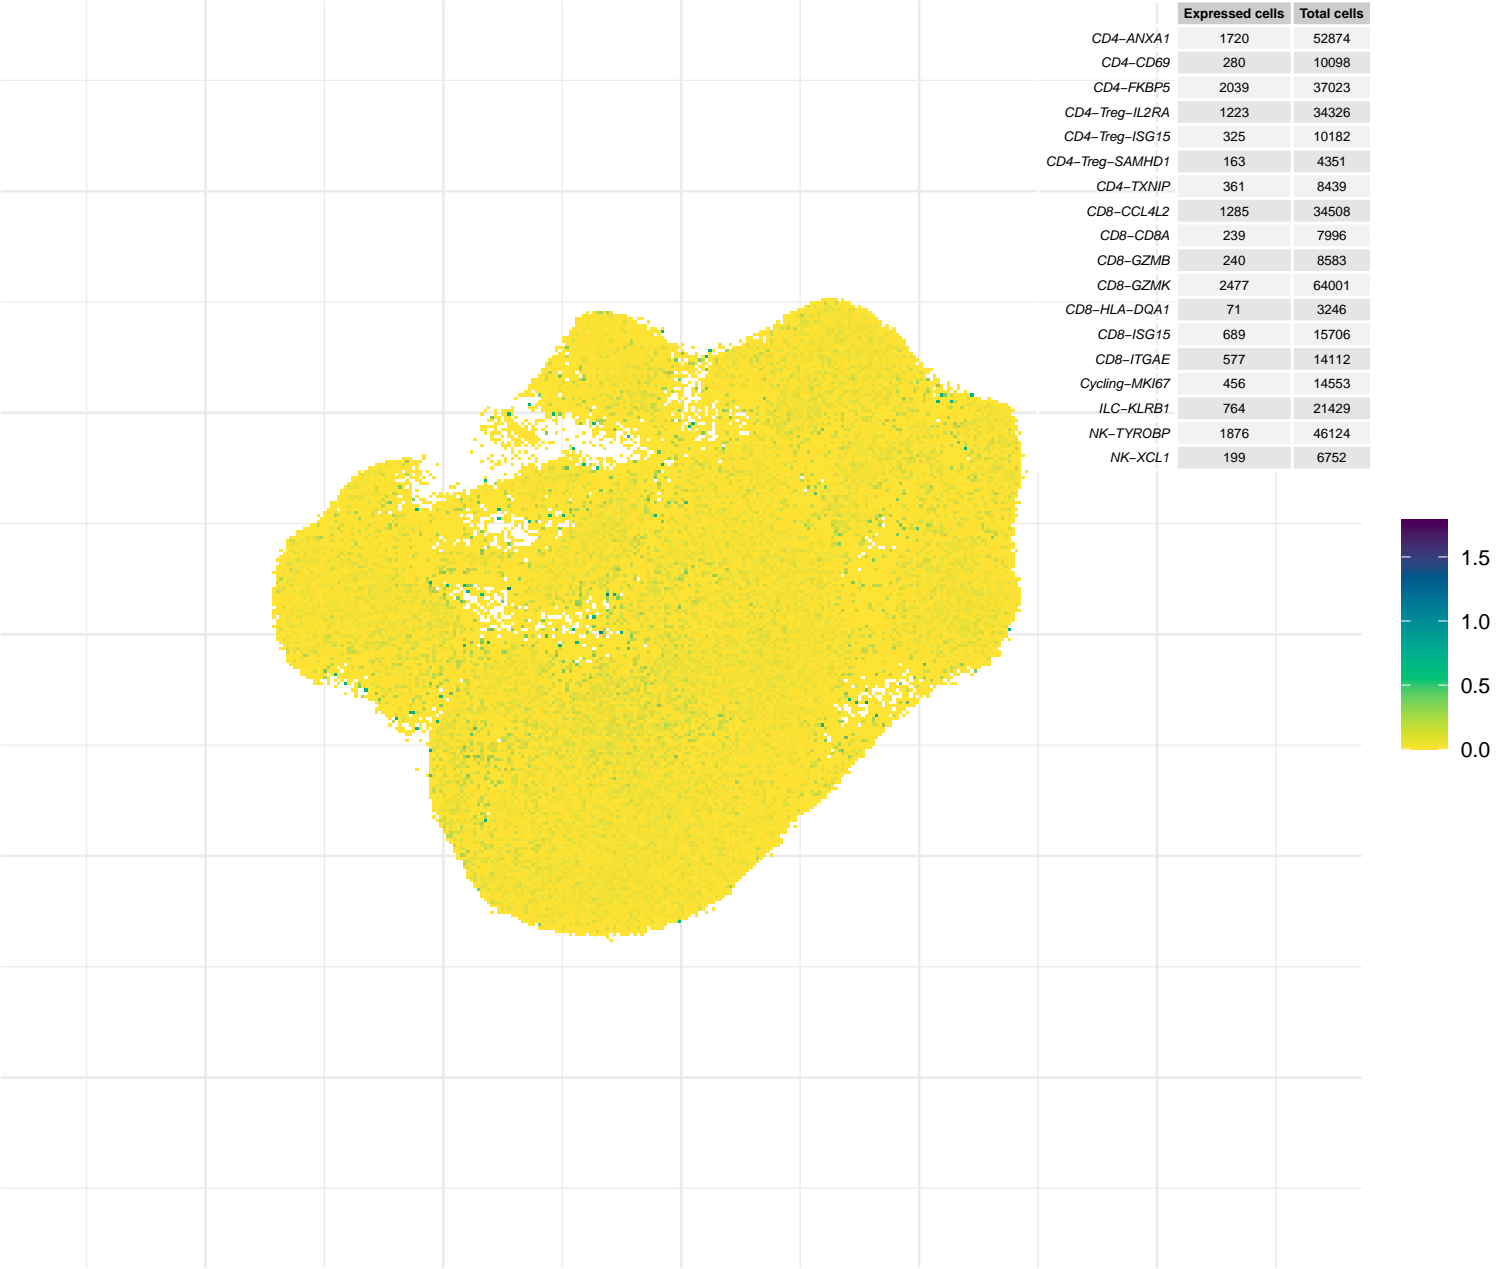 Expressed cells Total cells
CD4−ANXA1 1720 52874
CD4−CD69 280 10098
CD4−FKBP5 2039 37023
CD4−Treg−IL2RA 1223 34326
CD4−Treg−ISG15 325 10182
CD4−Treg−SAMHD1 163 4351
CD4−TXNIP 361 8439
CD8−CCL4L2 1285 34508
CD8−CD8A 239 7996
CD8−GZMB 240 8583
CD8−GZMK 2477 64001
CD8−HLA−DQA1 71 3246
CD8−ISG15 689 15706
CD8−ITGAE 577 14112
Cycling−MKI67 456 14553
ILC−KLRB1 764 21429
NK−TYROBP 1876 46124
NK−XCL1 199 6752
1.5
1.0
0.5
0.0